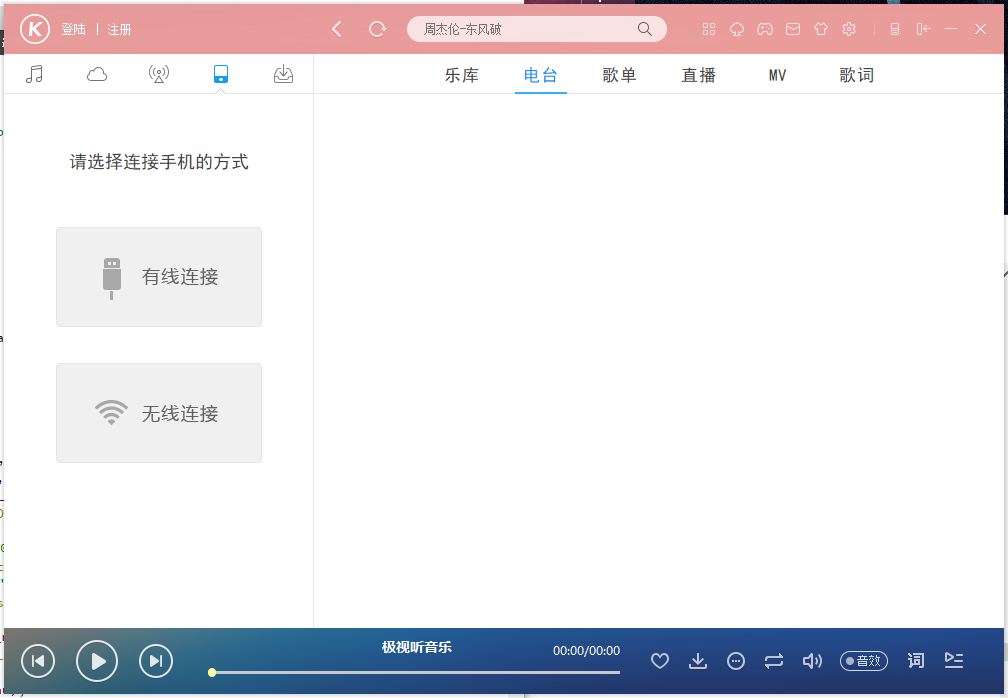 K 登陆 | 注册 周杰伦-东风破
乐库 电台 歌单 直播 MV 歌词
请选择连接手机的方式
有线连接
无线连接
极视听音乐 00:00/00:00
音效 词